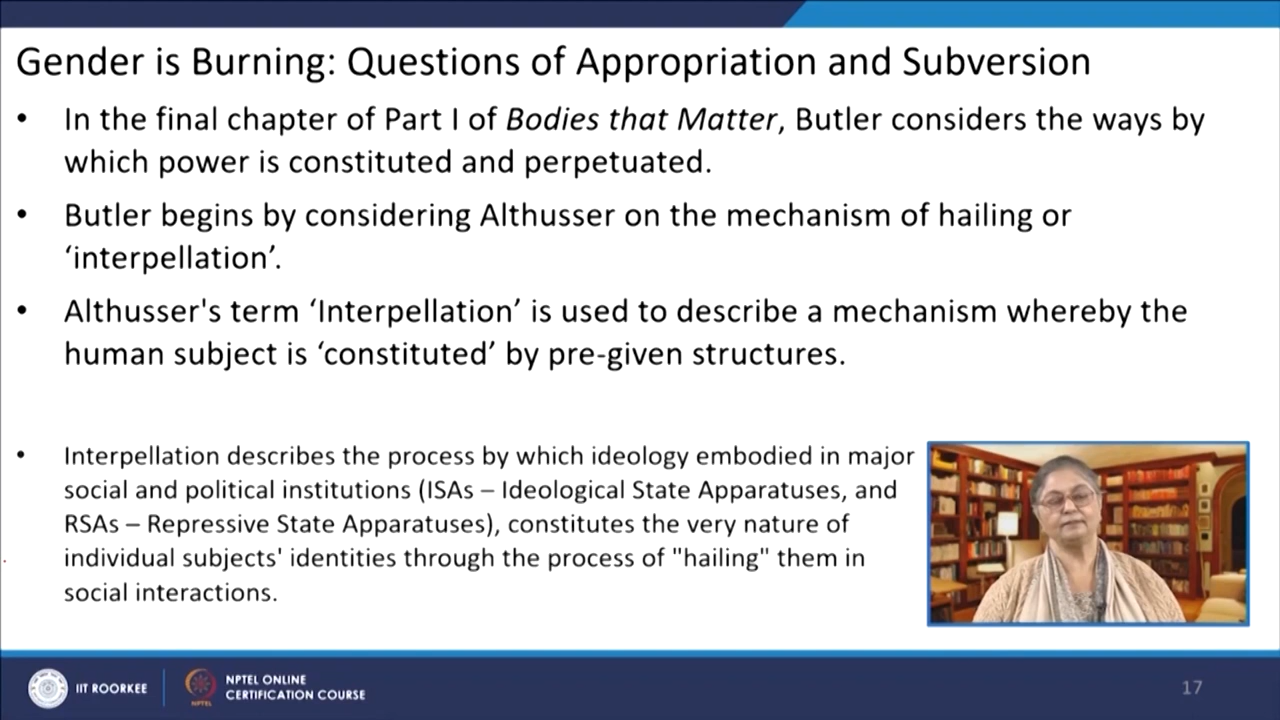 Gender is Burning: Questions of Appropriation and Subversion
• In the final chapter of Part I of Bodies that Matter, Butler considers the ways by
which power is constituted and perpetuated.
• Butler begins by considering Althusser on the mechanism of hailing or
‘interpellation’.
• Althusser's term ‘Interpellation’ is used to describe a mechanism whereby the
human subject is ‘constituted’ by pre-given structures.
• Interpellation describes the process by which ideology embodied in major
social and political institutions (ISAs – Ideological State Apparatuses, and
RSAs – Repressive State Apparatuses), constitutes the very nature of
individual subjects' identities through the process of "hailing" them in
social interactions.
IIT ROORKEE
NPTEL
NPTEL ONLINE
CERTIFICATION COURSE
17